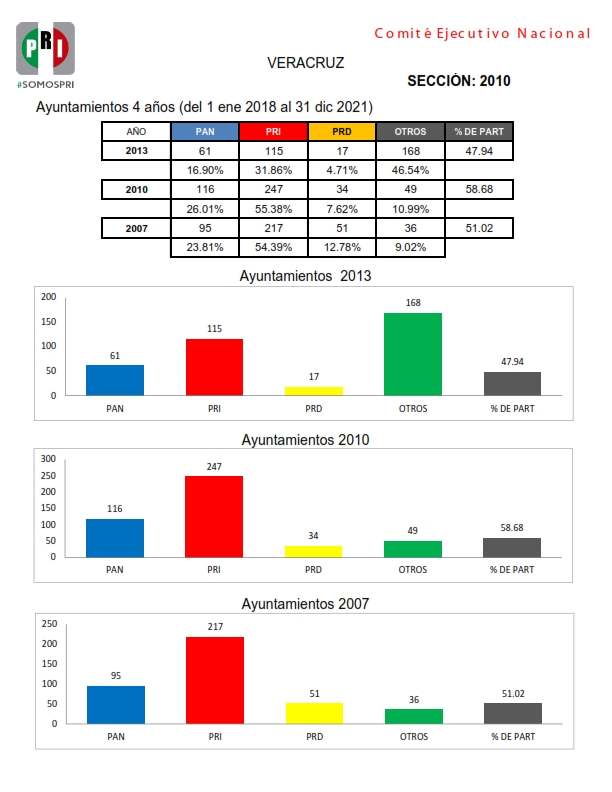 Comité Ejecutivo Nacional
PRI
#SOMOSPRI
VERACRUZ
SECCIÓN: 2010
Ayuntamientos 4 años (del 1 ene 2018 al 31 dic 2021)
AÑO PAN PRI PRD OTROS % DE PART
2013 61 115 17 168 47.94
16.90% 31.86% 4.71% 46.54%
2010 116 247 34 49 58.68
26.01% 55.38% 7.62% 10.99%
2007 95 217 51 36 51.02
23.81% 54.39% 12.78% 9.02%
Ayuntamientos 2013
200
150
100
50
0
61 115 17 168 47.94
PAN PRI PRD OTROS % DE PART
Ayuntamientos 2010
300
250
200
150
100
50
0
116 247 34 49 58.68
PAN PRI PRD OTROS % DE PART
Ayuntamientos 2007
250
200
150
100
50
0
95 217 51 36 51.02
PAN PRI PRD OTROS % DE PART